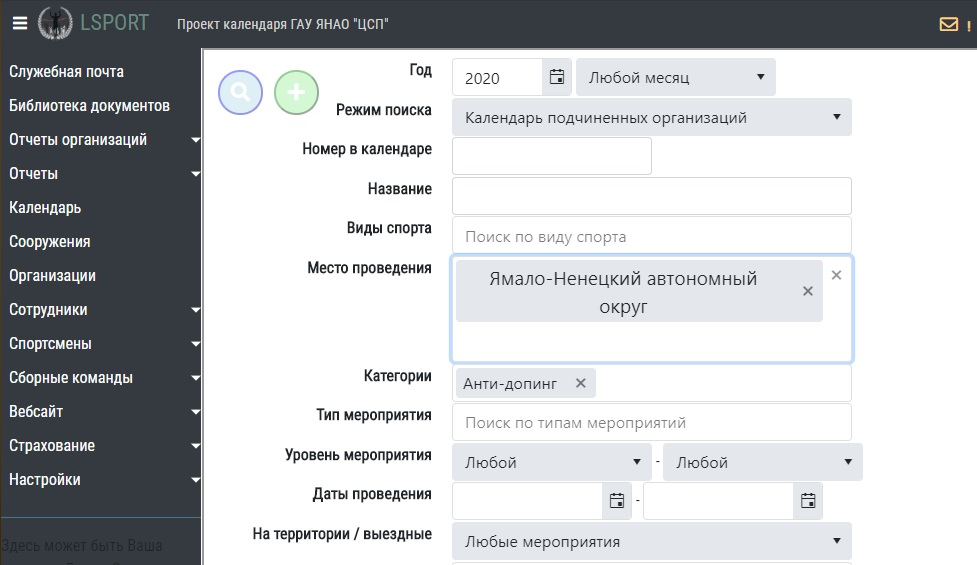 LSPORT
Проект календаря ГАУ ЯНАО "ЦСП"
!
Служебная почта
Библиотека документов
Отчеты организаций
Отчеты
Календарь
Сооружения
Организации
Сотрудники
Спортсмены
Сборные команды
Вебсайт
Страхование
Настройки
Здесь может быть Ваша
Год
2020
Любой месяц
Режим поиска
Календарь подчиненных организаций
Номер в календаре
Название
Виды спорта
Поиск по виду спорта
Место проведения
Ямало-Ненецкий автономный
округ
Категории
Анти-допинг
Тип мероприятия
Поиск по типам мероприятий
Уровень мероприятия
Любой - Любой
Даты проведения
-
На территории / выездные
Любые мероприятия